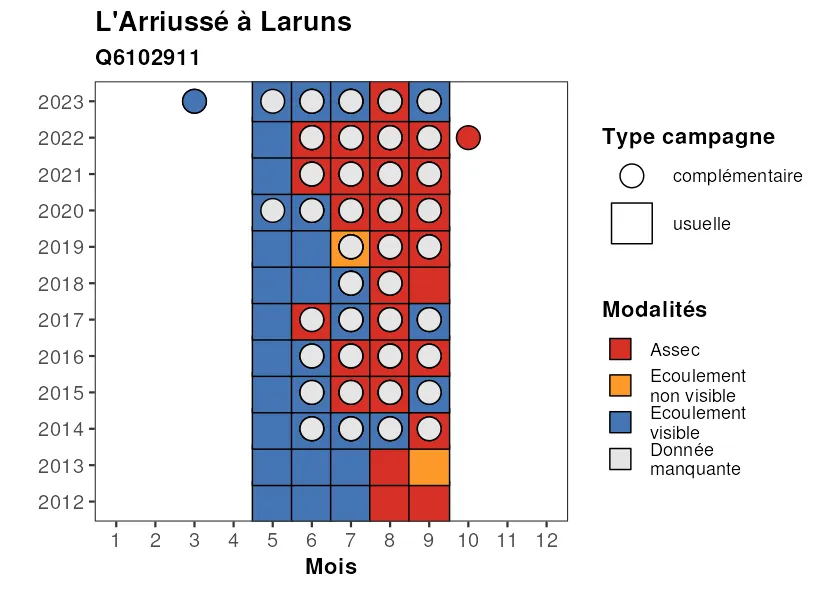 L'Arriussé à Laruns
Q6102911
2023
2022
2021
2020
2019
2018
2017
2016
2015
2014
2013
2012
1 2 3 4 5 6 7 8 9 10 11 12
Mois
Type campagne
complémentaire
usuelle
Modalités
Assec
Ecoulement
non visible
Ecoulement
visible
Donnée
manquante